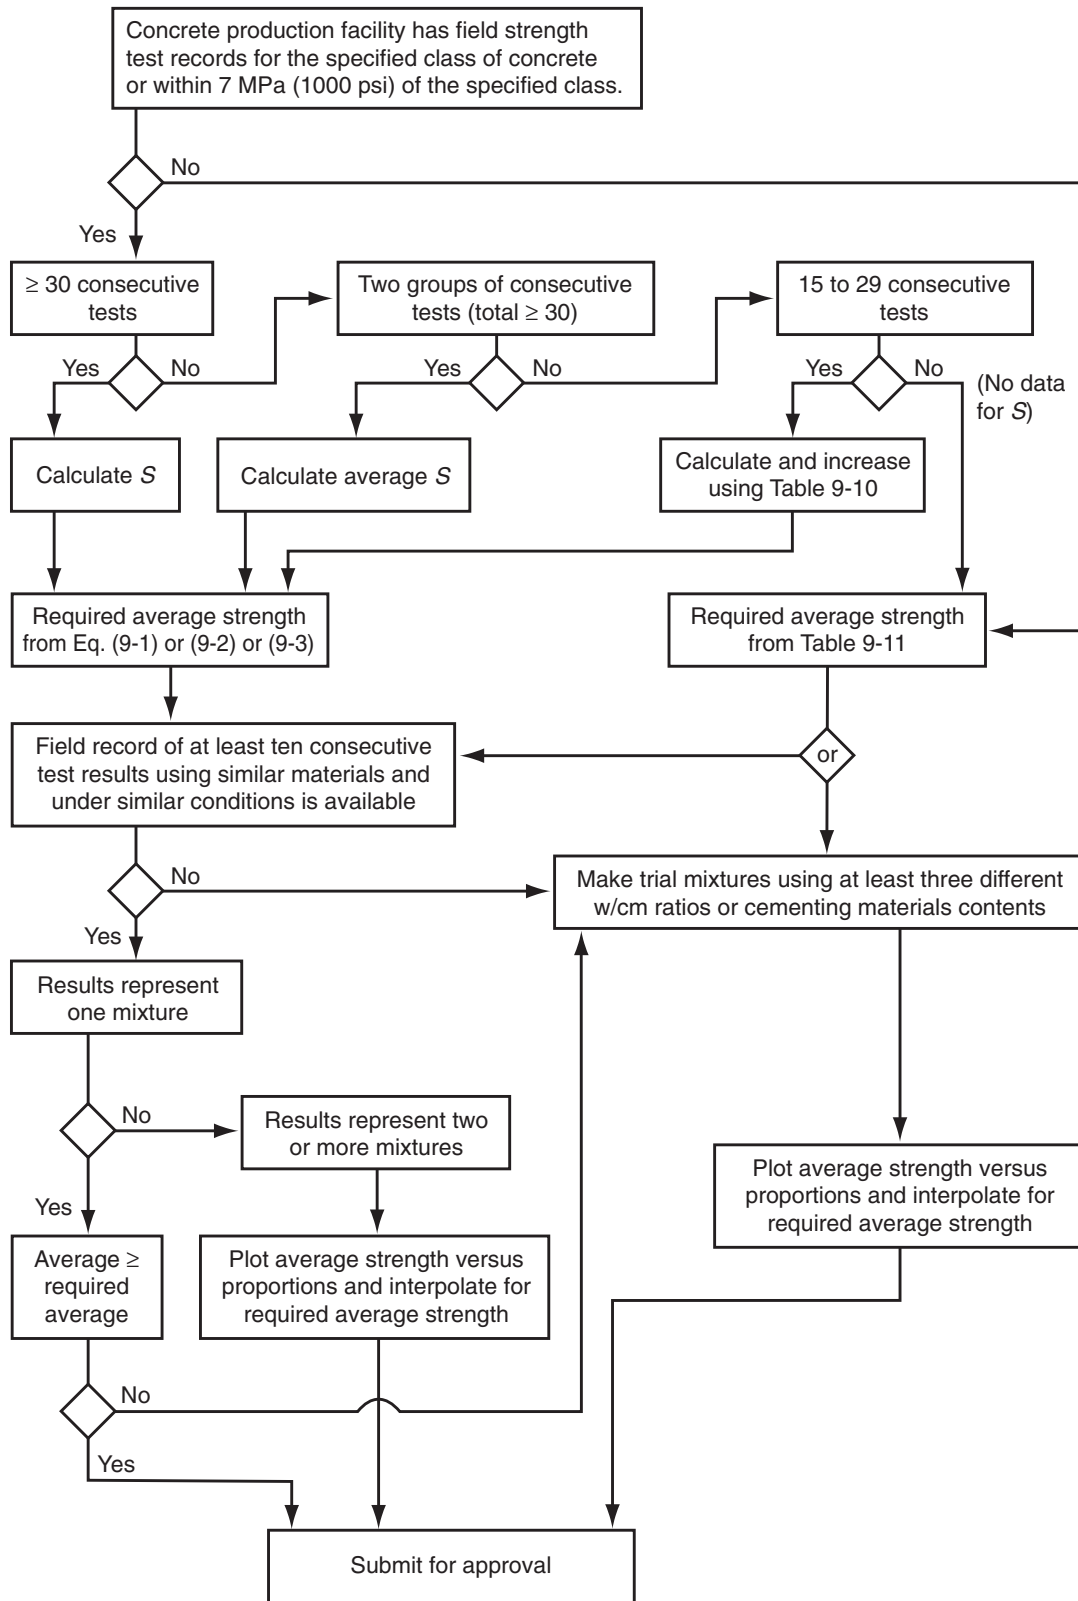 Concrete production facility has field strength
test records for the specified class of concrete
or within 7 MPa (1000 psi) of the specified class.
No
Yes
≥ 30 consecutive
tests
Two groups of consecutive
tests (total ≥ 30)
15 to 29 consecutive
tests
Yes
No
Yes
No
Yes
No
(No data
for S)
Calculate S
Calculate average S
Calculate and increase
using Table 9-10
Required average strength
from Eq. (9-1) or (9-2) or (9-3)
Required average strength
from Table 9-11
Field record of at least ten consecutive
test results using similar materials and
under similar conditions is available
or
No
Yes
Make trial mixtures using at least three different
w/cm ratios or cementing materials contents
Results represent
one mixture
No
Yes
Results represent two
or more mixtures
Plot average strength versus
proportions and interpolate for
required average strength
Average ≥
required
average
Plot average strength versus
proportions and interpolate for
required average strength
No
Yes
Submit for approval